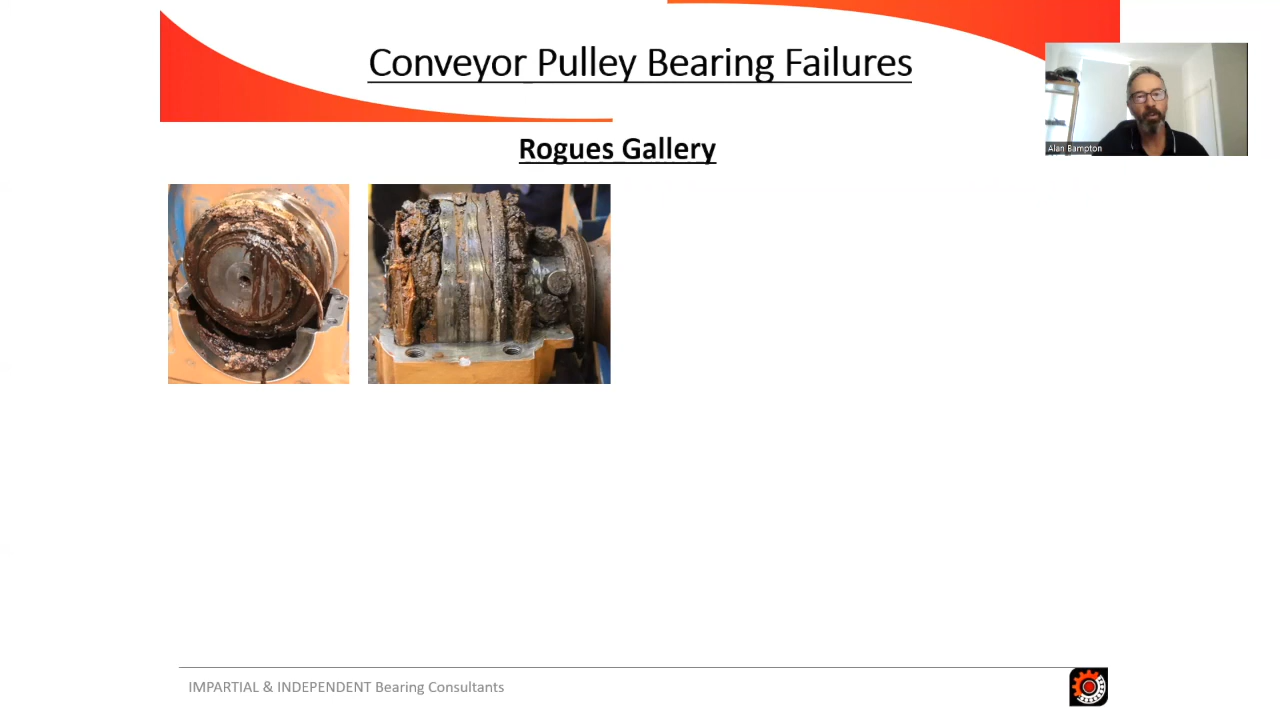 Conveyor Pulley Bearing Failures
Alan Bampton
Rogues Gallery
IMPARTIAL & INDEPENDENT Bearing Consultants